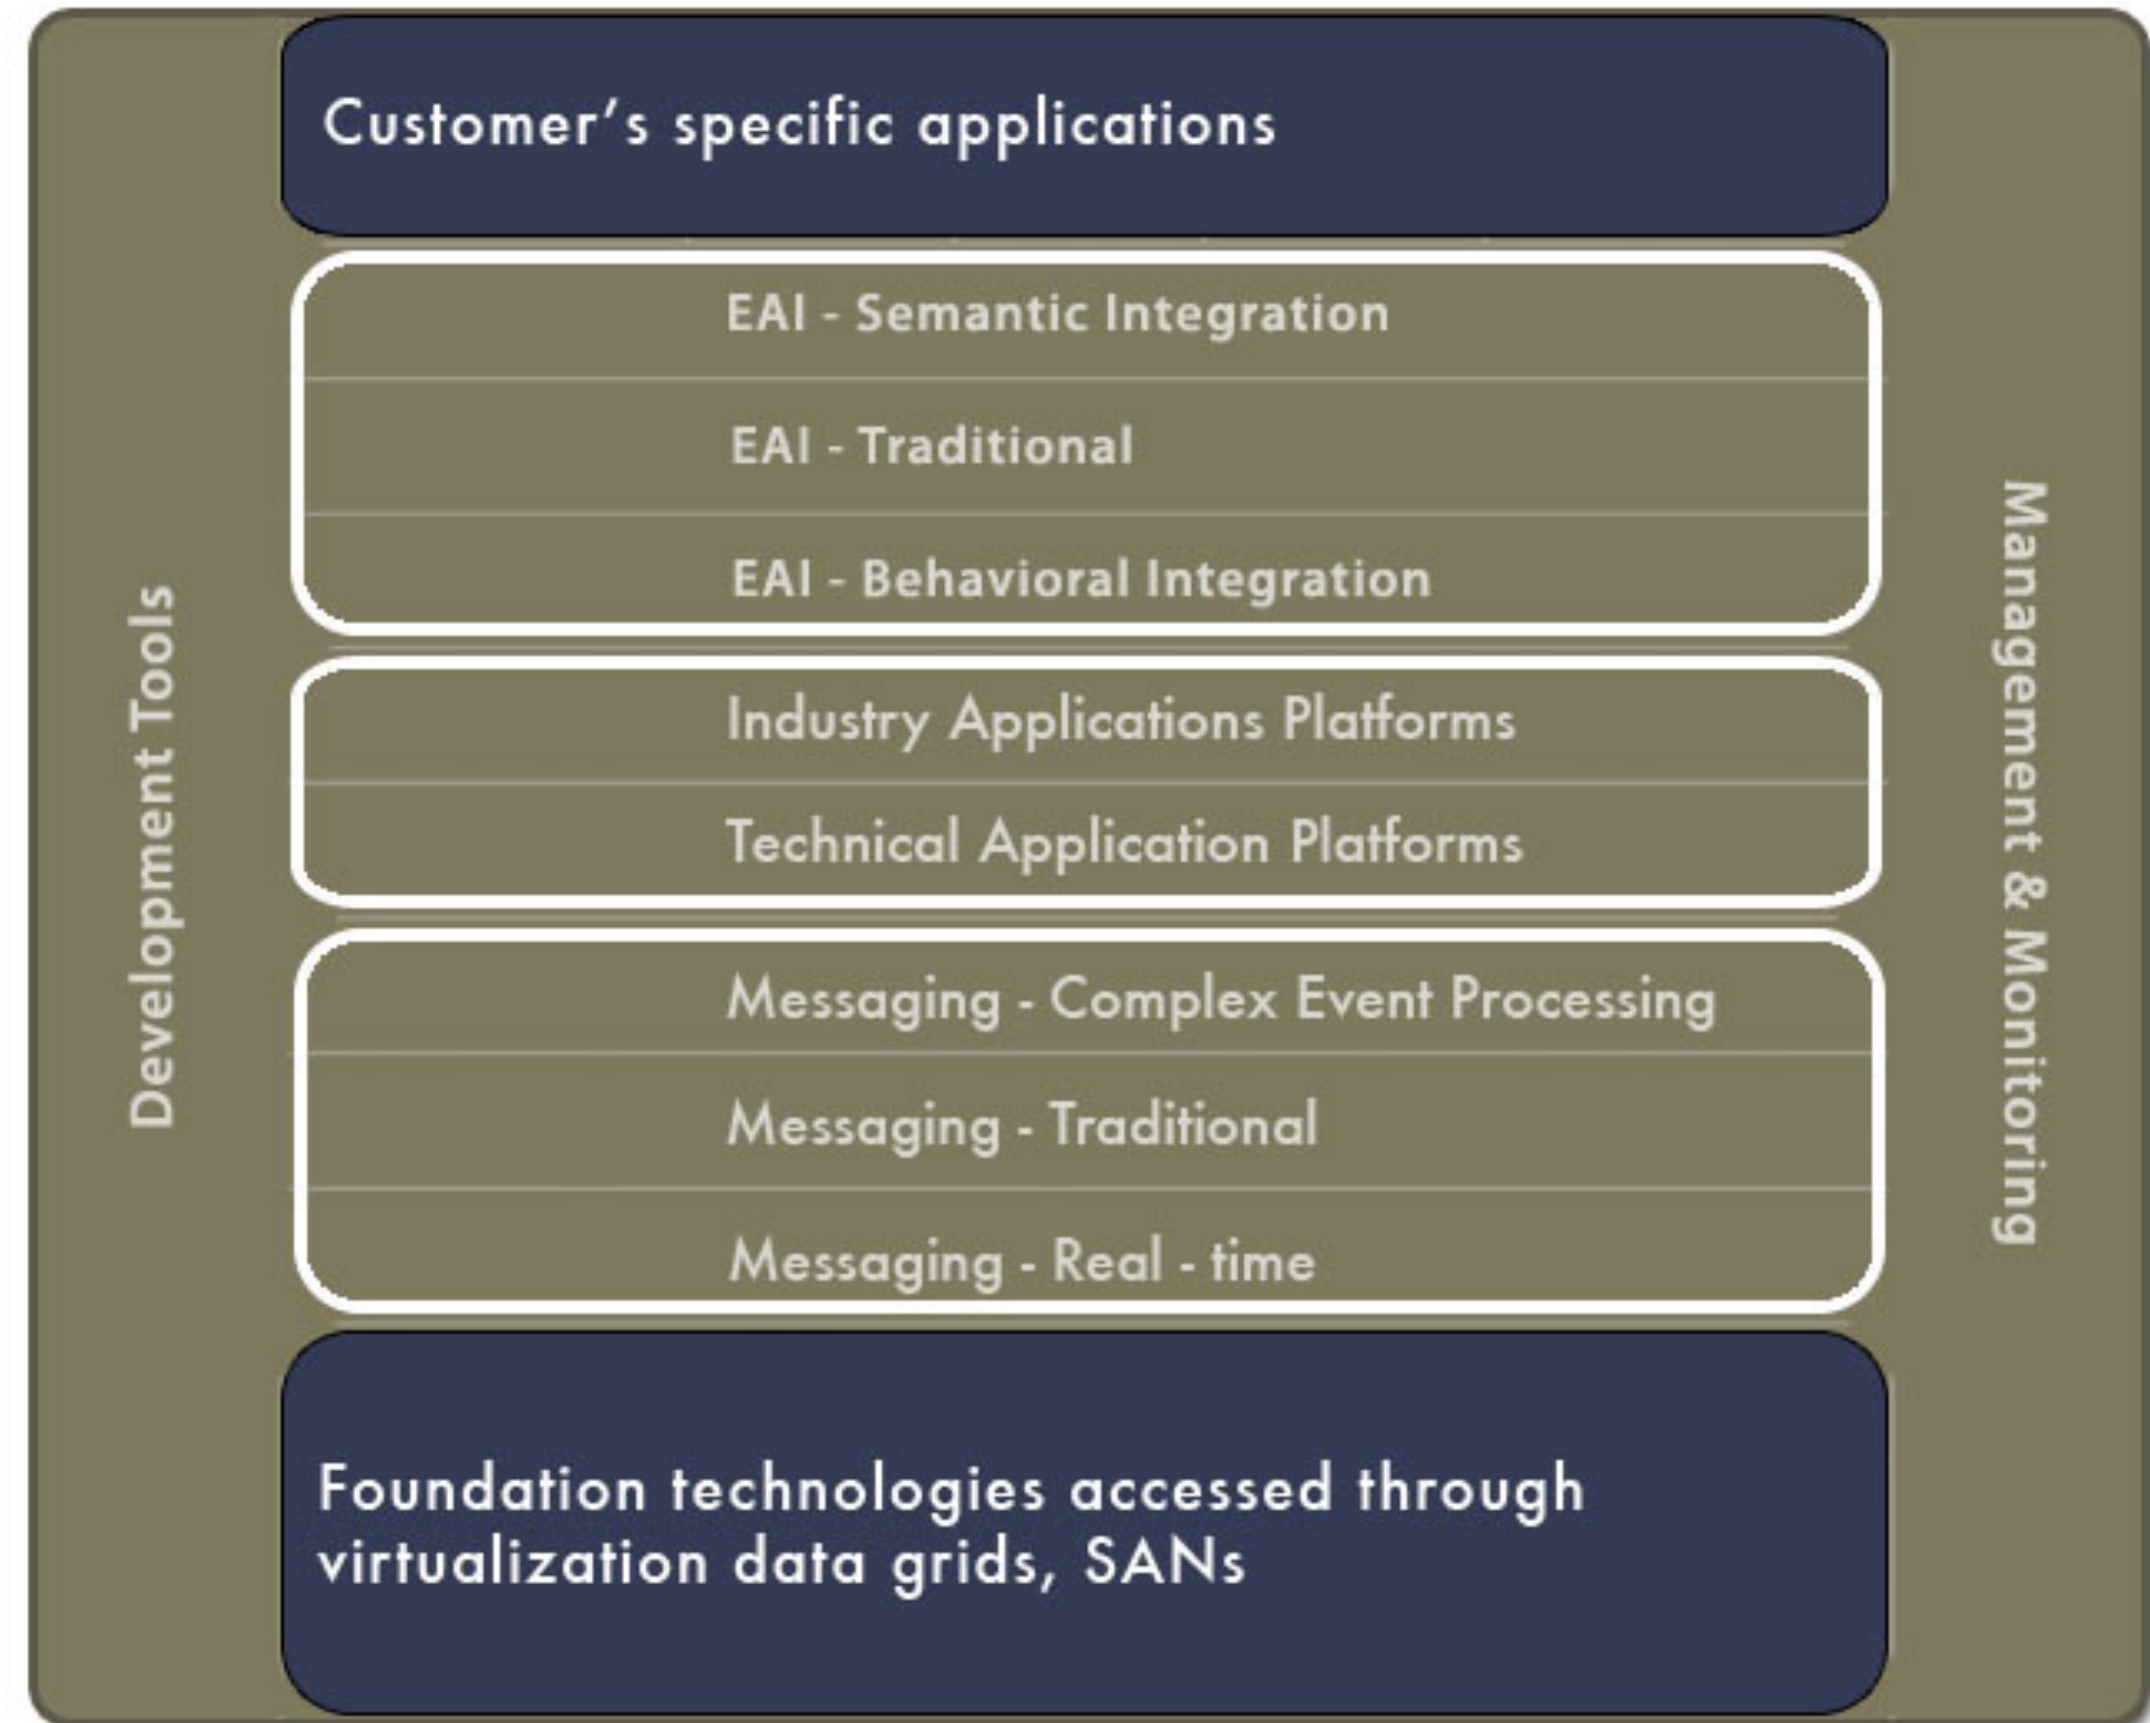 Customer’s specific applications
EAI - Semantic Integration
EAI - Traditional
EAI - Behavioral Integration
Industry Applications Platforms
Technical Application Platforms
Messaging - Complex Event Processing
Messaging - Traditional
Messaging - Real - time
Foundation technologies accessed through
virtualization data grids, SANs
Development Tools
Management & Monitoring